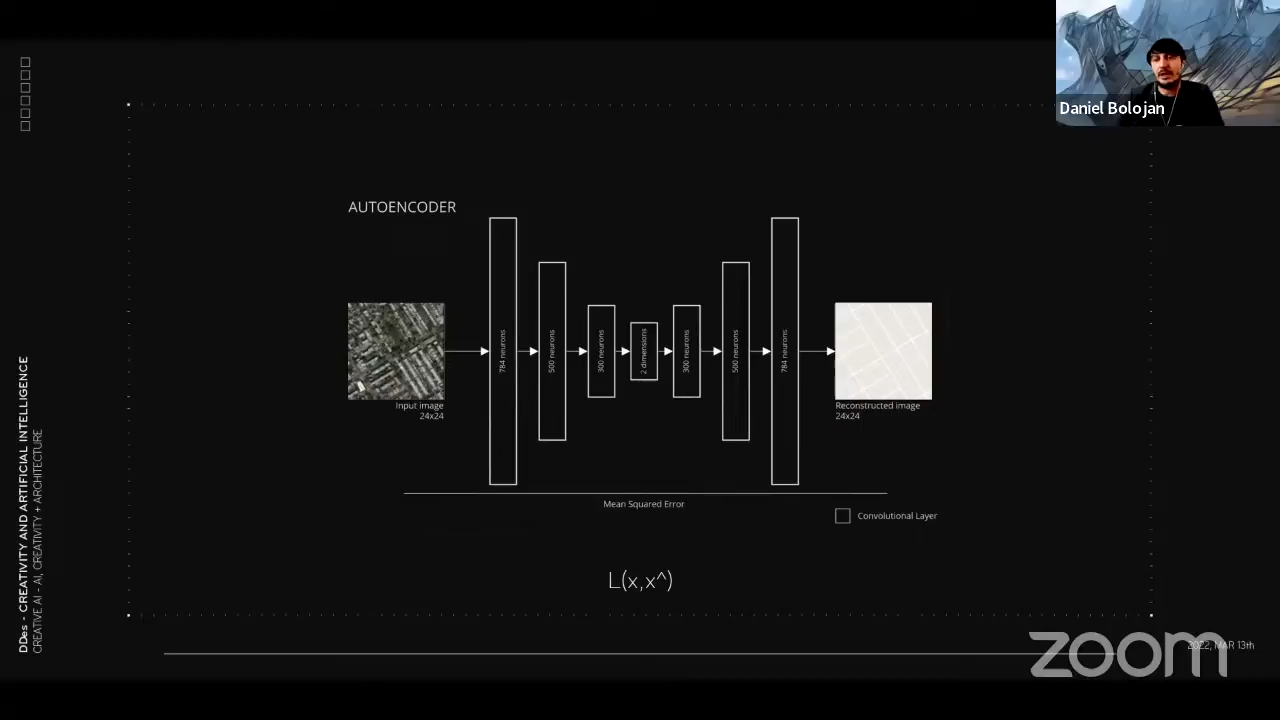 Daniel Bolojan
AUTOENCODER
784 neurons
500 neurons
300 neurons
2 dimensions
300 neurons
500 neurons
784 neurons
Input image
24x24
Reconstructed image
24x24
Mean Squared Error
Convolutional Layer
L(x,x^)
DDes - CREATIVITY AND ARTIFICIAL INTELLIGENCE
CREATIVE AI - AI, CREATIVITY + ARCHITECTURE
2022, MAR 13th
zoom